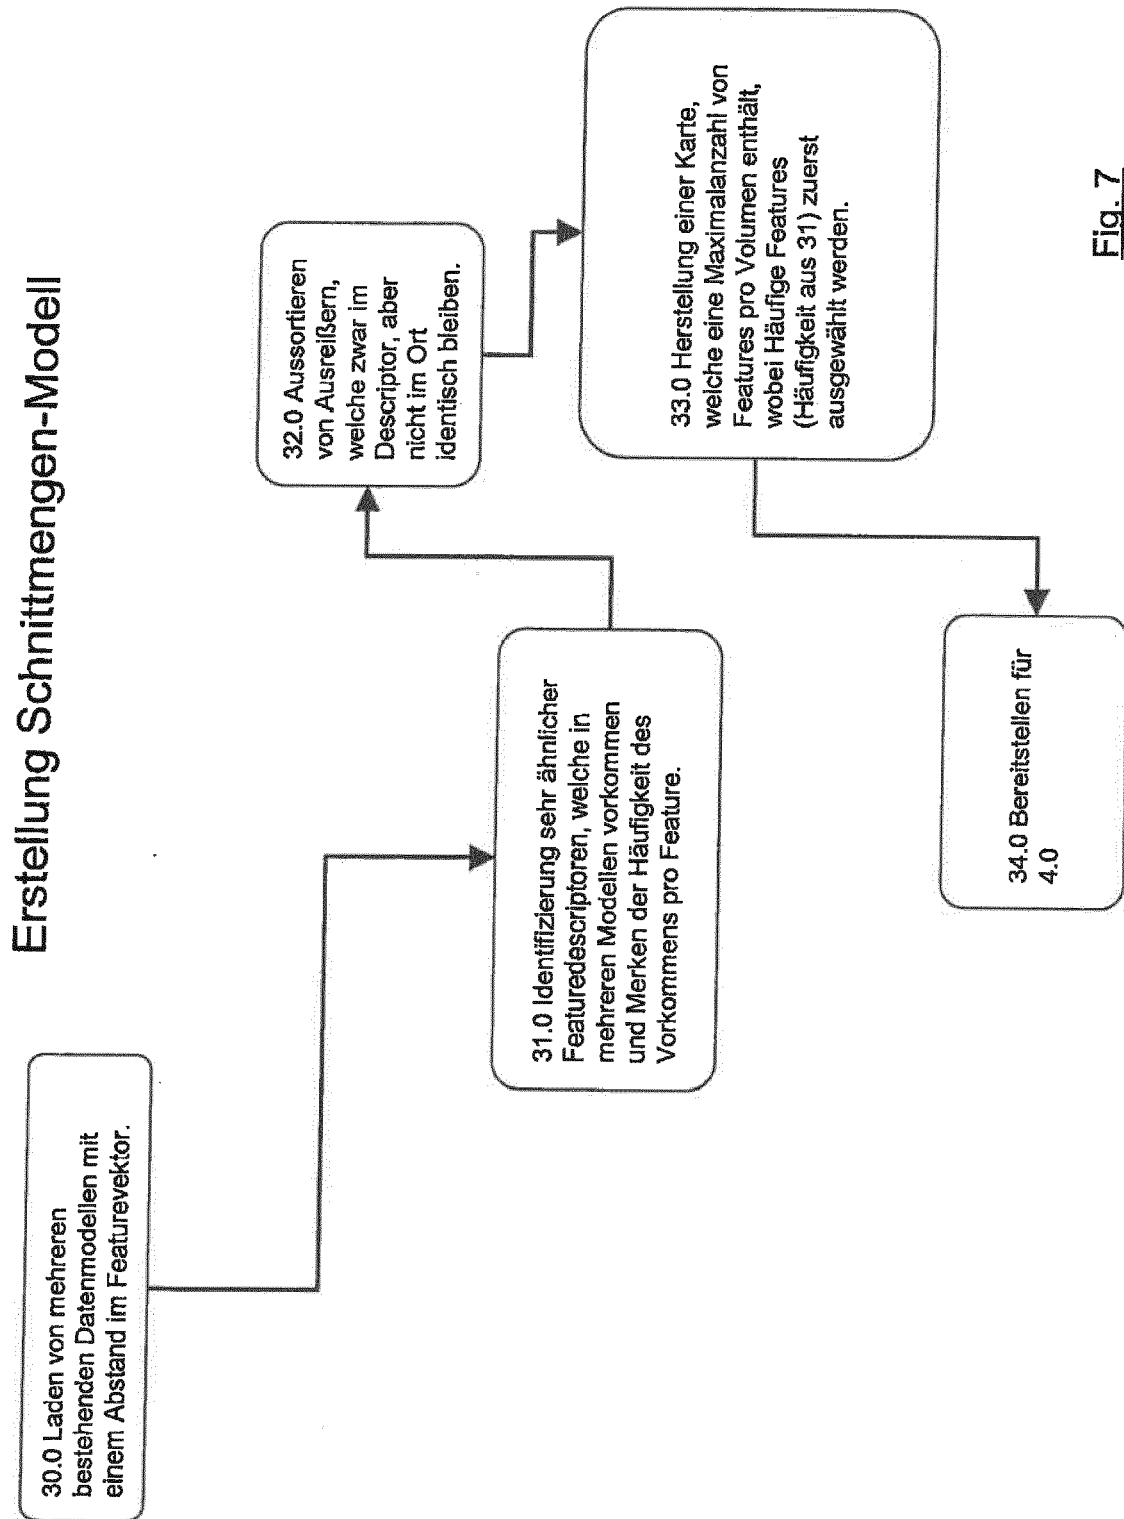 Erstellung Schnittmengen-Modell
30.0 Laden von mehreren
bestehenden Datenmodellen mit
einem Abstand im Featurevektor.
31.0 Identifizierung sehr ähnlicher
Featuredescriptoren, welche in
mehreren Modellen vorkommen
und Merken der Häufigkeit des
Vorkommens pro Feature.
32.0 Aussortieren
von Ausreißern,
welche zwar im
Descriptor, aber
nicht im Ort
identisch bleiben.
33.0 Herstellung einer Karte,
welche eine Maximalanzahl von
Features pro Volumen enthält,
wobei Häufige Features
(Häufigkeit aus 31) zuerst
ausgewählt werden.
34.0 Bereitstellen für
4.0
Fig. 7